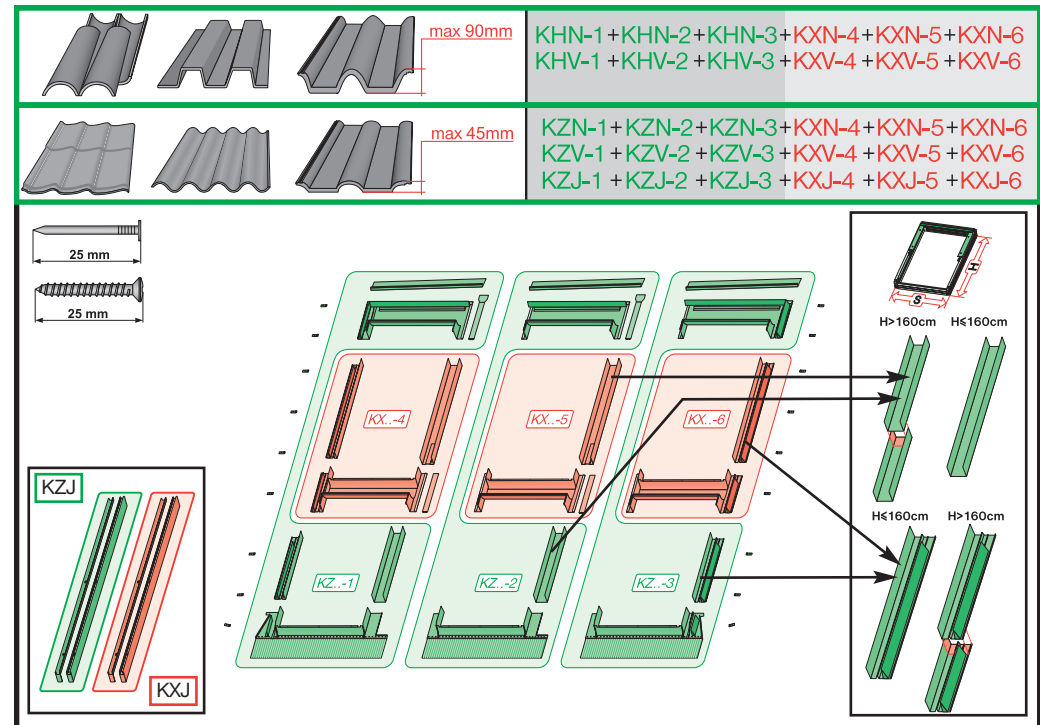 max 90mm
KHN-1+KHN-2+KHN-3+KXN-4+KXN-5+KXN-6
KHV-1+KHV-2+KHV-3+KXV-4+KXV-5+KXV-6
max 45mm
KZN-1+KZN-2+KZN-3+KXN-4+KXN-5+KXN-6
KZV-1+KZV-2+KZV-3+KXV-4+KXV-5+KXV-6
KZJ-1+KZJ-2+KZJ-3+KXJ-4+KXJ-5+KXJ-6
25 mm
25 mm
H
S
H>160cm H≤160cm
KX..-4 KX..-5 KX..-6
KZJ
KZ..-1 KZ..-2 KZ..-3
H≤160cm H>160cm
KXJ